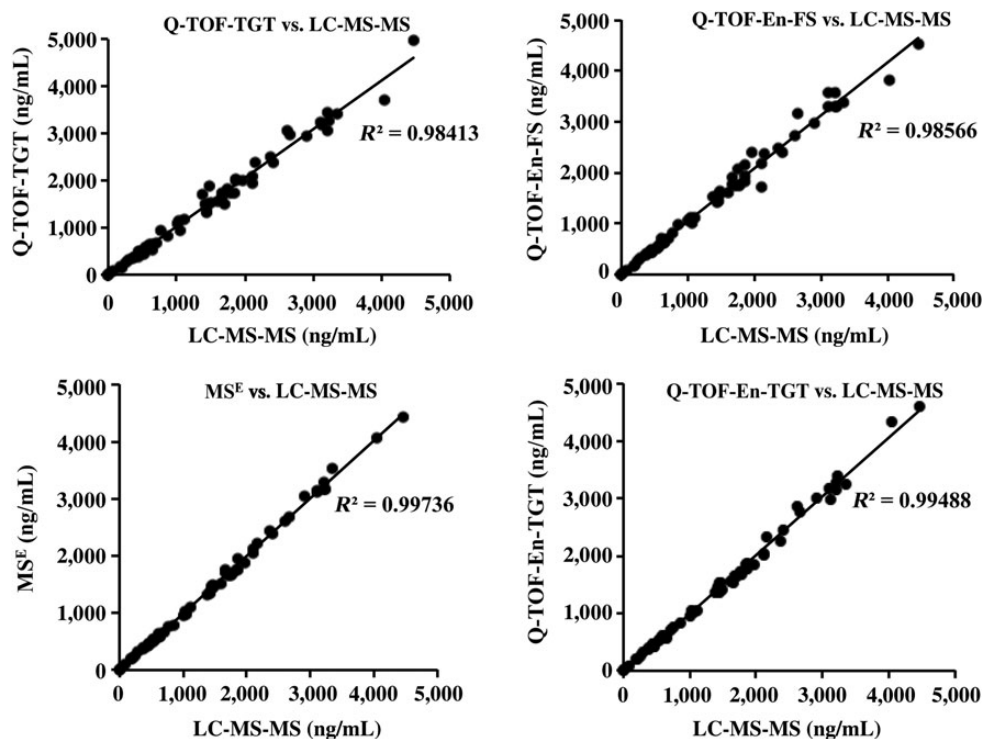 Q-TOF-TGT vs. LC-MS-MS
Q-TOF-TGT (ng/mL)
5,000
4,000
3,000
2,000
1,000
0
R² = 0.98413
0 1,000 2,000 3,000 4,000 5,000
LC-MS-MS (ng/mL)
Q-TOF-En-FS vs. LC-MS-MS
Q-TOF-En-FS (ng/mL)
5,000
4,000
3,000
2,000
1,000
0
R² = 0.98566
0 1,000 2,000 3,000 4,000 5,000
LC-MS-MS (ng/mL)
MSᴱ vs. LC-MS-MS
MSᴱ (ng/mL)
5,000
4,000
3,000
2,000
1,000
0
R² = 0.99736
0 1,000 2,000 3,000 4,000 5,000
LC-MS-MS (ng/mL)
Q-TOF-En-TGT vs. LC-MS-MS
Q-TOF-En-TGT (ng/mL)
5,000
4,000
3,000
2,000
1,000
0
R² = 0.99488
0 1,000 2,000 3,000 4,000 5,000
LC-MS-MS (ng/mL)